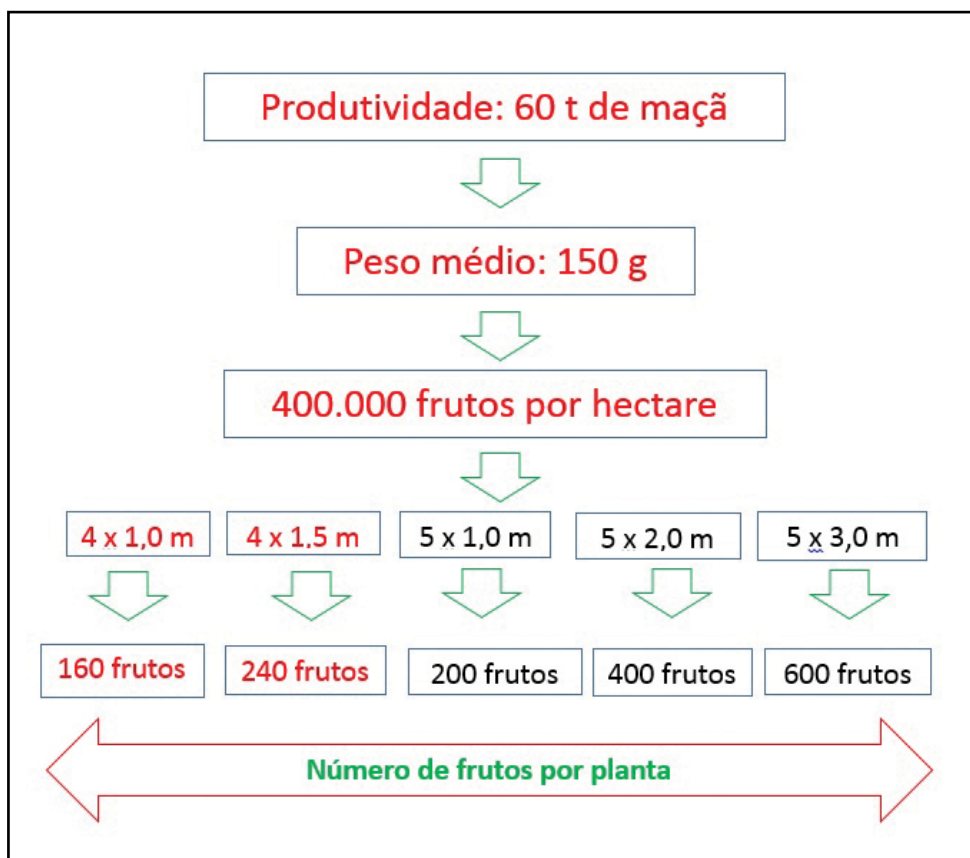 Produtividade: 60 t de maçã
Peso médio: 150 g
400.000 frutos por hectare
4 x 1,0 m
4 x 1,5 m
5 x 1,0 m
5 x 2,0 m
5 x 3,0 m
160 frutos
240 frutos
200 frutos
400 frutos
600 frutos
Número de frutos por planta